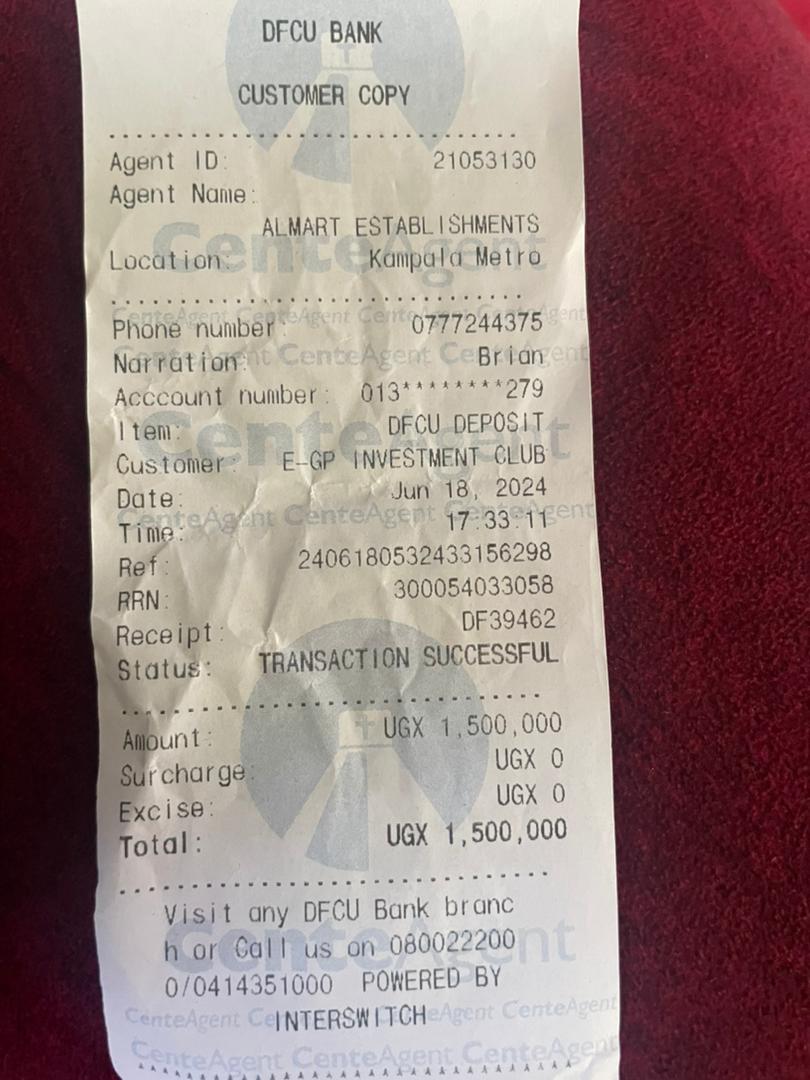 DFCU BANK
CUSTOMER COPY
Agent ID: 21053130
Agent Name:
ALMART ESTABLISHMENTS
Location: Kampala Metro
Phone number: 0777244375
Narration: Brian
Acccount number: 013********279
Item: DFCU DEPOSIT
Customer: E-GP INVESTMENT CLUB
Date: Jun 18, 2024
Time: 17:33:11
Ref: 2406180532433156298
RRN: 300054033058
Receipt: DF39462
Status: TRANSACTION SUCCESSFUL
Amount: UGX 1,500,000
Surcharge: UGX 0
Excise: UGX 0
Total: UGX 1,500,000
Visit any DFCU Bank branc
h or Call us on 080022200
0/0414351000 POWERED BY
INTERSWITCH
CenteAgent